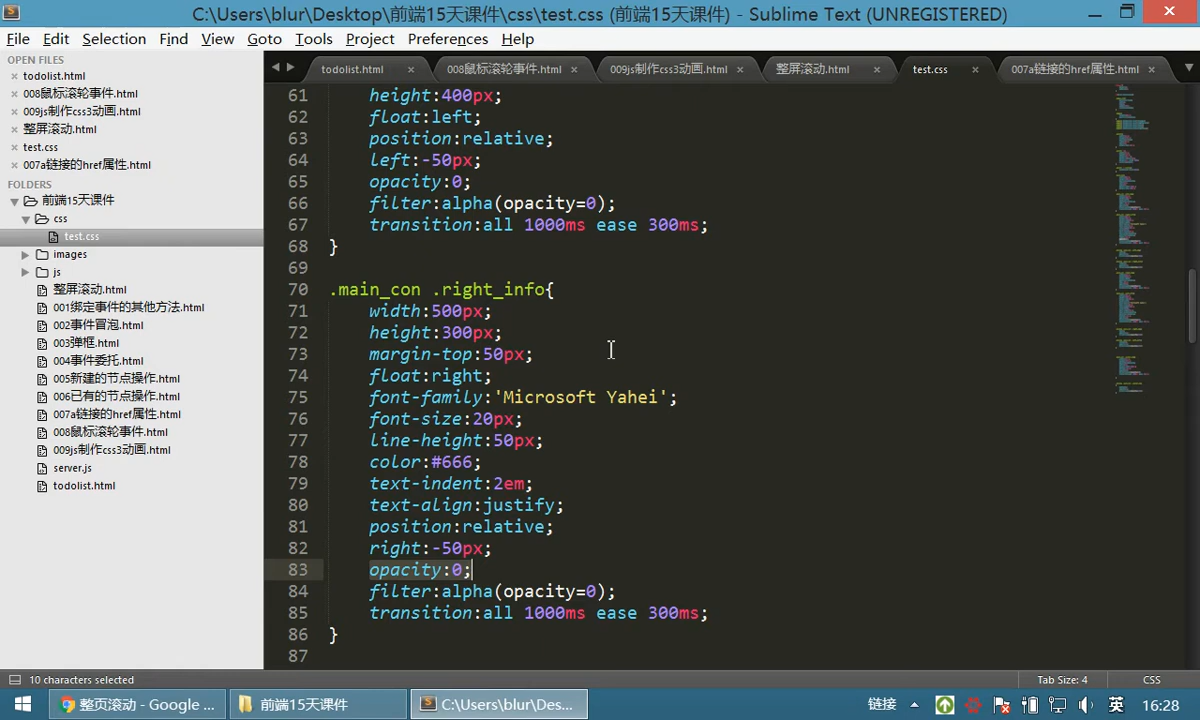 C:\Users\blur\Desktop\前端15天课件\css\test.css (前端15天课件) - Sublime Text (UNREGISTERED)
File Edit Selection Find View Goto Tools Project Preferences Help
OPEN FILES
todolist.html
008鼠标滚轮事件.html
009js制作css3动画.html
整屏滚动.html
test.css
007a链接的href属性.html
FOLDERS
前端15天课件
css
test.css
images
js
整屏滚动.html
001绑定事件的其他方法.html
002事件冒泡.html
003弹框.html
004事件委托.html
005新建的节点操作.html
006已有的节点操作.html
007a链接的href属性.html
008鼠标滚轮事件.html
009js制作css3动画.html
server.js
todolist.html
todolist.html 008鼠标滚轮事件.html 009js制作css3动画.html 整屏滚动.html test.css 007a链接的href属性.html
61 height:400px;
62 float:left;
63 position:relative;
64 left:-50px;
65 opacity:0;
66 filter:alpha(opacity=0);
67 transition:all 1000ms ease 300ms;
68 }
69
70 .main_con .right_info{
71 width:500px;
72 height:300px;
73 margin-top:50px;
74 float:right;
75 font-family:'Microsoft Yahei';
76 font-size:20px;
77 line-height:50px;
78 color:#666;
79 text-indent:2em;
80 text-align:justify;
81 position:relative;
82 right:-50px;
83 opacity:0;
84 filter:alpha(opacity=0);
85 transition:all 1000ms ease 300ms;
86 }
87
10 characters selected Tab Size: 4 CSS
整页滚动 - Google ... 前端15天课件 C:\Users\blur\Des... 链接 英 16:28